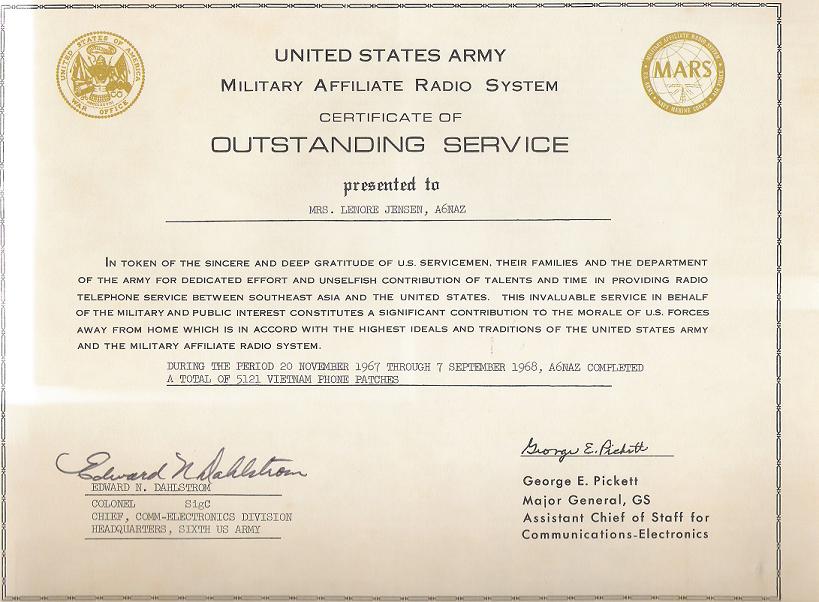 UNITED STATES OF AMERICA
WAR OFFICE
MILITARY AFFILIATE RADIO SYSTEM
MARS
UNITED STATES ARMY
MILITARY AFFILIATE RADIO SYSTEM
CERTIFICATE OF
OUTSTANDING SERVICE
presented to
MRS. LENORE JENSEN, A6NAZ
IN TOKEN OF THE SINCERE AND DEEP GRATITUDE OF U.S. SERVICEMEN, THEIR FAMILIES AND THE DEPARTMENT
OF THE ARMY FOR DEDICATED EFFORT AND UNSELFISH CONTRIBUTION OF TALENTS AND TIME IN PROVIDING RADIO
TELEPHONE SERVICE BETWEEN SOUTHEAST ASIA AND THE UNITED STATES. THIS INVALUABLE SERVICE IN BEHALF
OF THE MILITARY AND PUBLIC INTEREST CONSTITUTES A SIGNIFICANT CONTRIBUTION TO THE MORALE OF U.S. FORCES
AWAY FROM HOME WHICH IS IN ACCORD WITH THE HIGHEST IDEALS AND TRADITIONS OF THE UNITED STATES ARMY
AND THE MILITARY AFFILIATE RADIO SYSTEM.
DURING THE PERIOD 20 NOVEMBER 1967 THROUGH 7 SEPTEMBER 1968, A6NAZ COMPLETED
A TOTAL OF 5121 VIETNAM PHONE PATCHES
Edward N Dahlstrom
EDWARD N. DAHLSTROM
COLONEL SigC
CHIEF, COMM-ELECTRONICS DIVISION
HEADQUARTERS, SIXTH US ARMY
George E. Pickett
George E. Pickett
Major General, GS
Assistant Chief of Staff for
Communications-Electronics